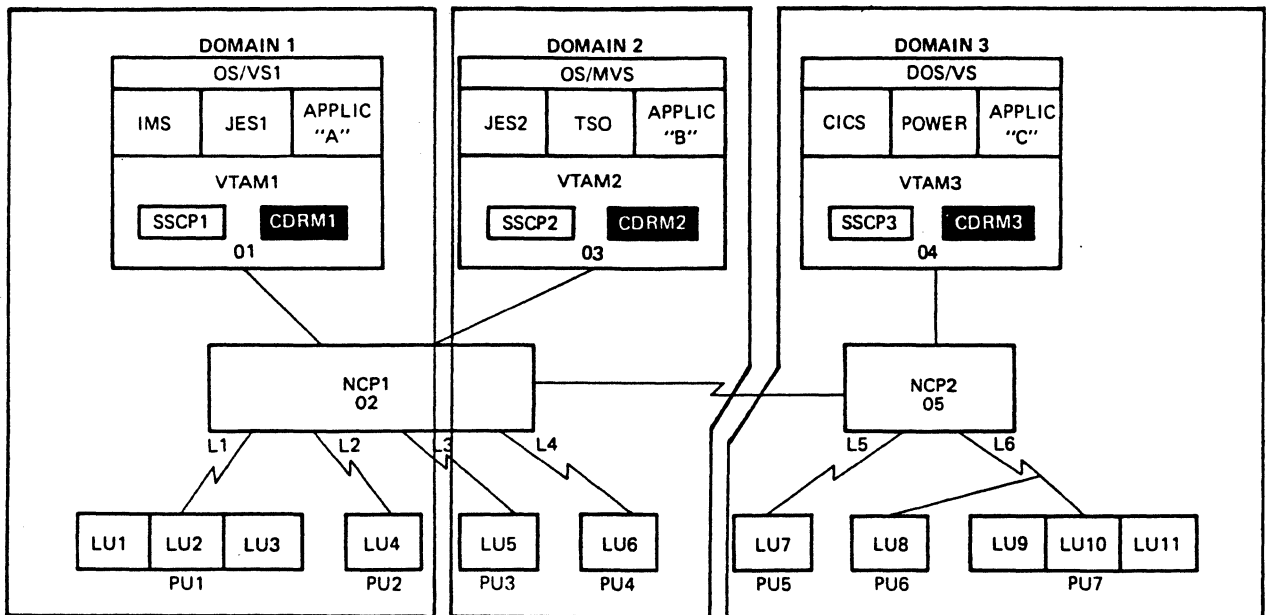 DOMAIN 1
OS/VS1
IMS
JES1
APPLIC
"A"
VTAM1
SSCP1
CDRM1
01
DOMAIN 2
OS/MVS
JES2
TSO
APPLIC
"B"
VTAM2
SSCP2
CDRM2
03
DOMAIN 3
DOS/VS
CICS
POWER
APPLIC
"C"
VTAM3
SSCP3
CDRM3
04
NCP1
02
NCP2
05
L1
L2
L3
L4
L5
L6
LU1
LU2
LU3
PU1
LU4
PU2
LU5
PU3
LU6
PU4
LU7
PU5
LU8
PU6
LU9
LU10
LU11
PU7